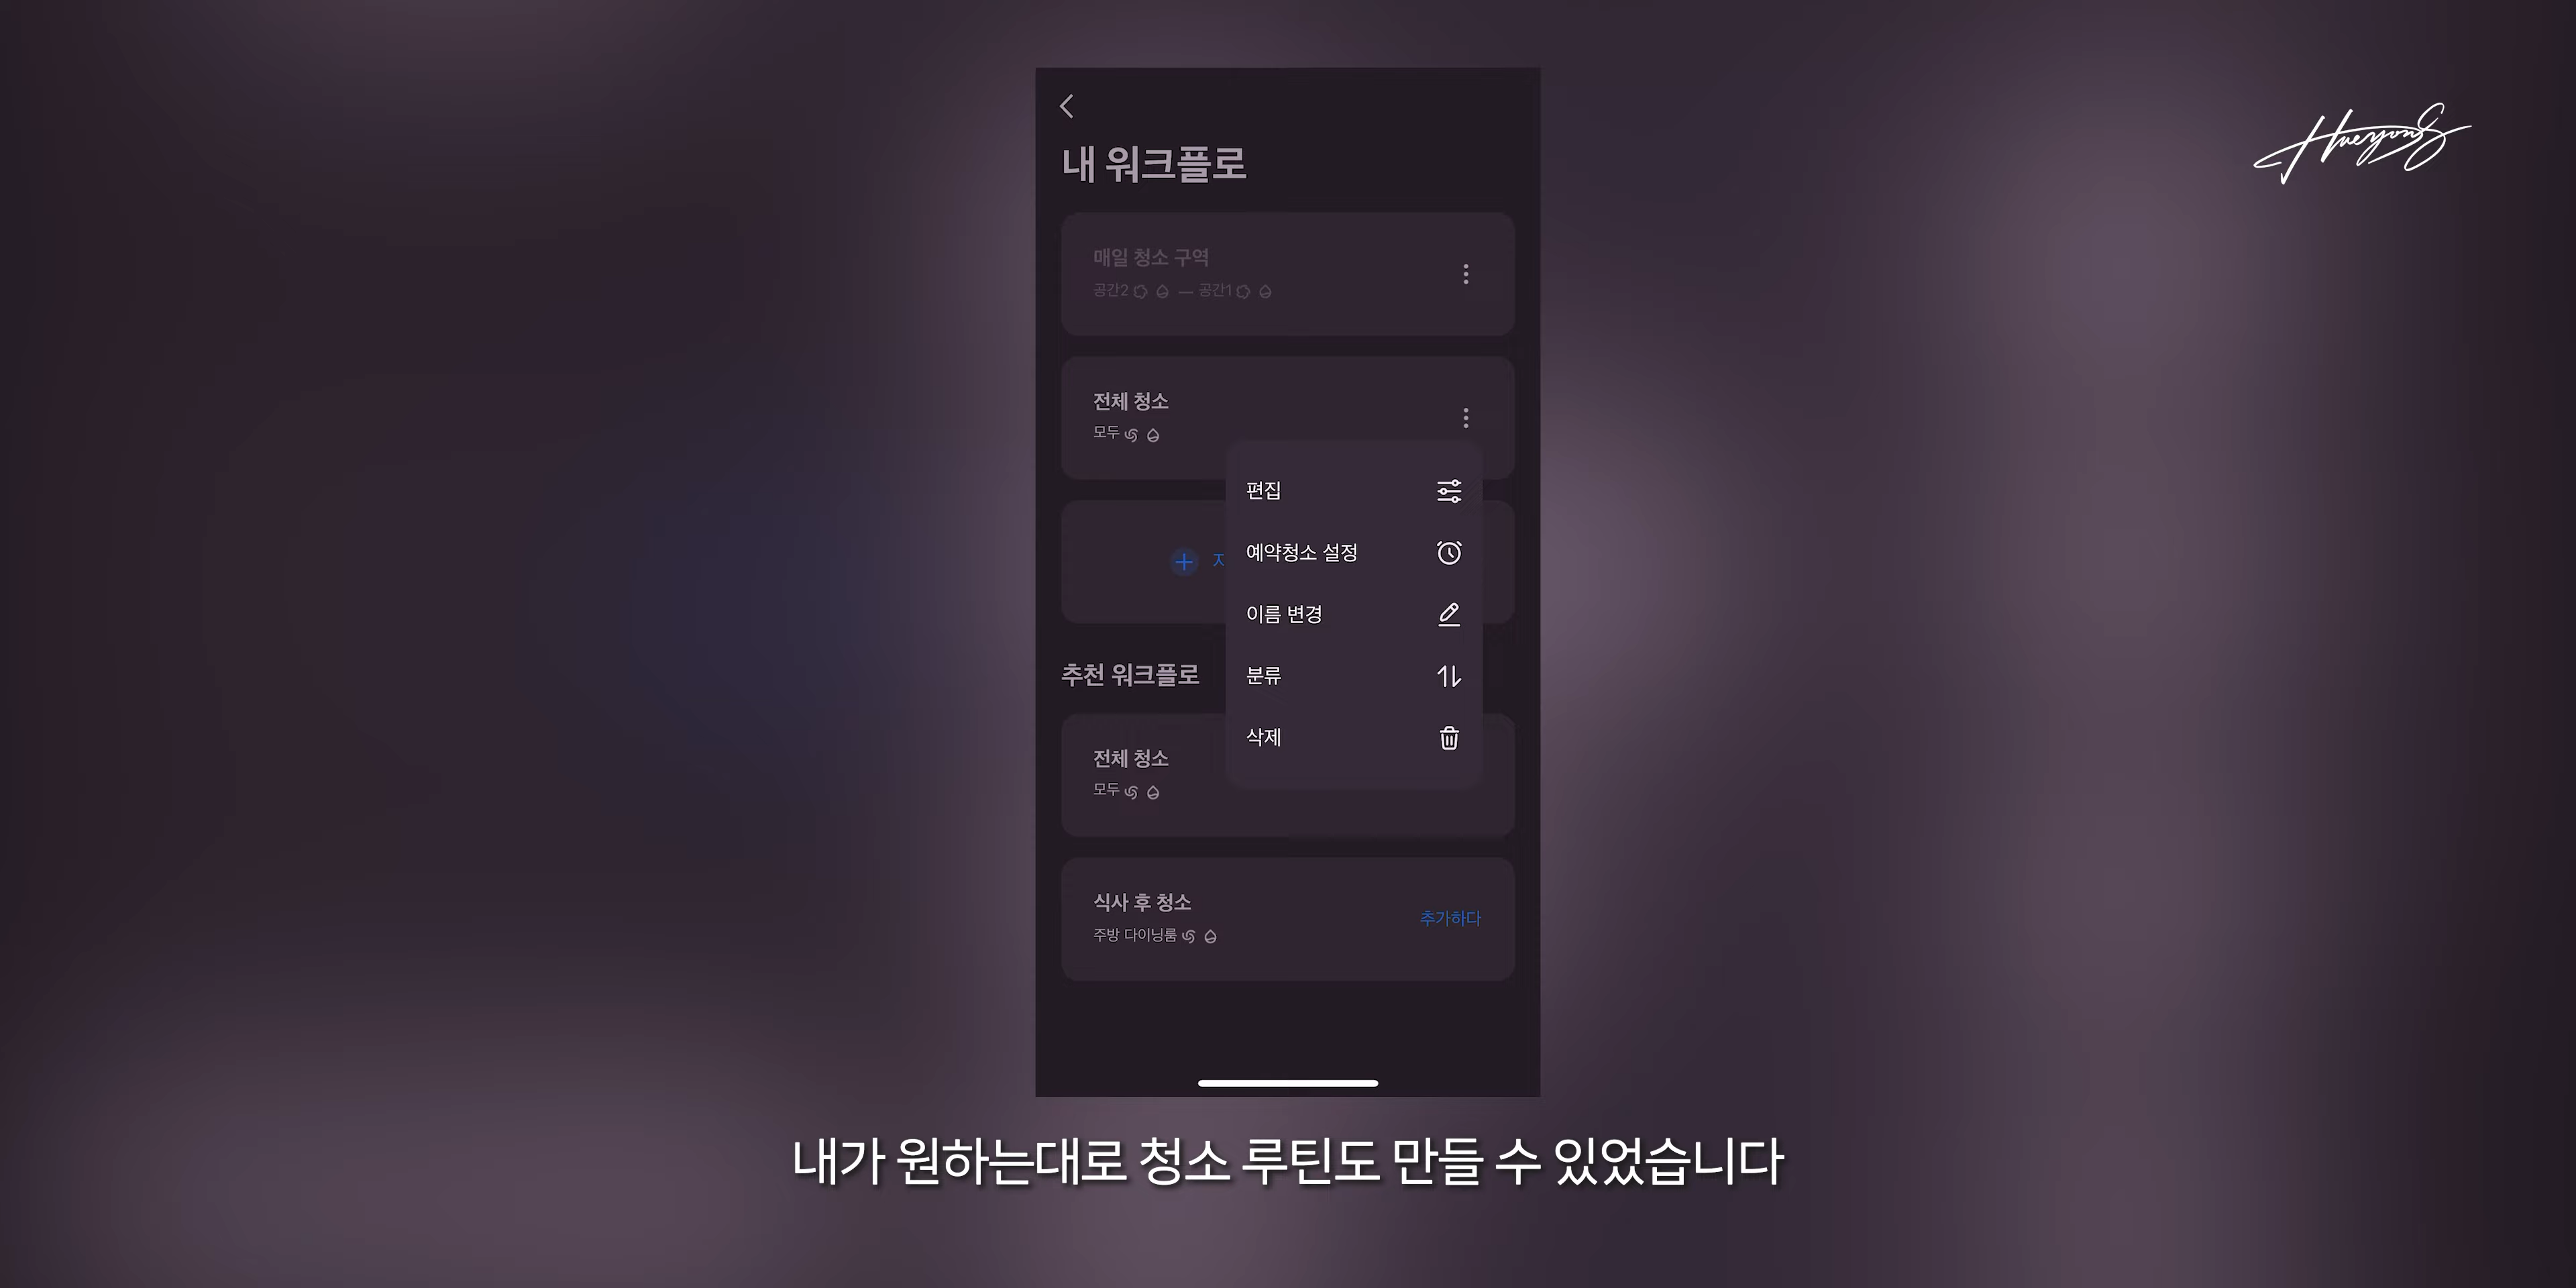 Hueyong
내 워크플로
매일 청소 구역
공간2 — 공간1
전체 청소
모두
편집
예약청소 설정
이름 변경
분류
삭제
추천 워크플로
전체 청소
모두
식사 후 청소
추가하다
주방 다이닝룸
내가 원하는대로 청소 루틴도 만들 수 있었습니다